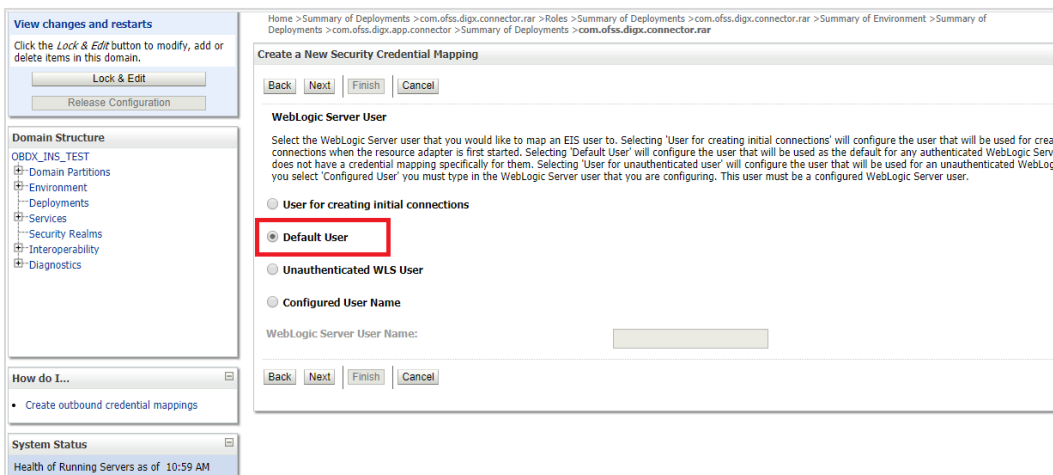 View changes and restarts
Click the Lock & Edit button to modify, add or
delete items in this domain.
Lock & Edit
Release Configuration
Domain Structure
OBDX_INS_TEST
Domain Partitions
Environment
Deployments
Services
Security Realms
Interoperability
Diagnostics
How do I...
Create outbound credential mappings
System Status
Health of Running Servers as of 10:59 AM
Home >Summary of Deployments >com.ofss.digx.connector.rar >Roles >Summary of Deployments >com.ofss.digx.connector.rar >Summary of Environment >Summary of
Deployments >com.ofss.digx.app.connector >Summary of Deployments >com.ofss.digx.connector.rar
Create a New Security Credential Mapping
Back Next Finish Cancel
WebLogic Server User
Select the WebLogic Server user that you would like to map an EIS user to. Selecting 'User for creating initial connections' will configure the user that will be used for crea
connections when the resource adapter is first started. Selecting 'Default User' will configure the user that will be used as the default for any authenticated WebLogic Serv
does not have a credential mapping specifically for them. Selecting 'User for unauthenticated user' will configure the user that will be used for an unauthenticated WebLog
you select 'Configured User' you must type in the WebLogic Server user that you are configuring. This user must be a configured WebLogic Server user.
User for creating initial connections
Default User
Unauthenticated WLS User
Configured User Name
WebLogic Server User Name:
Back Next Finish Cancel